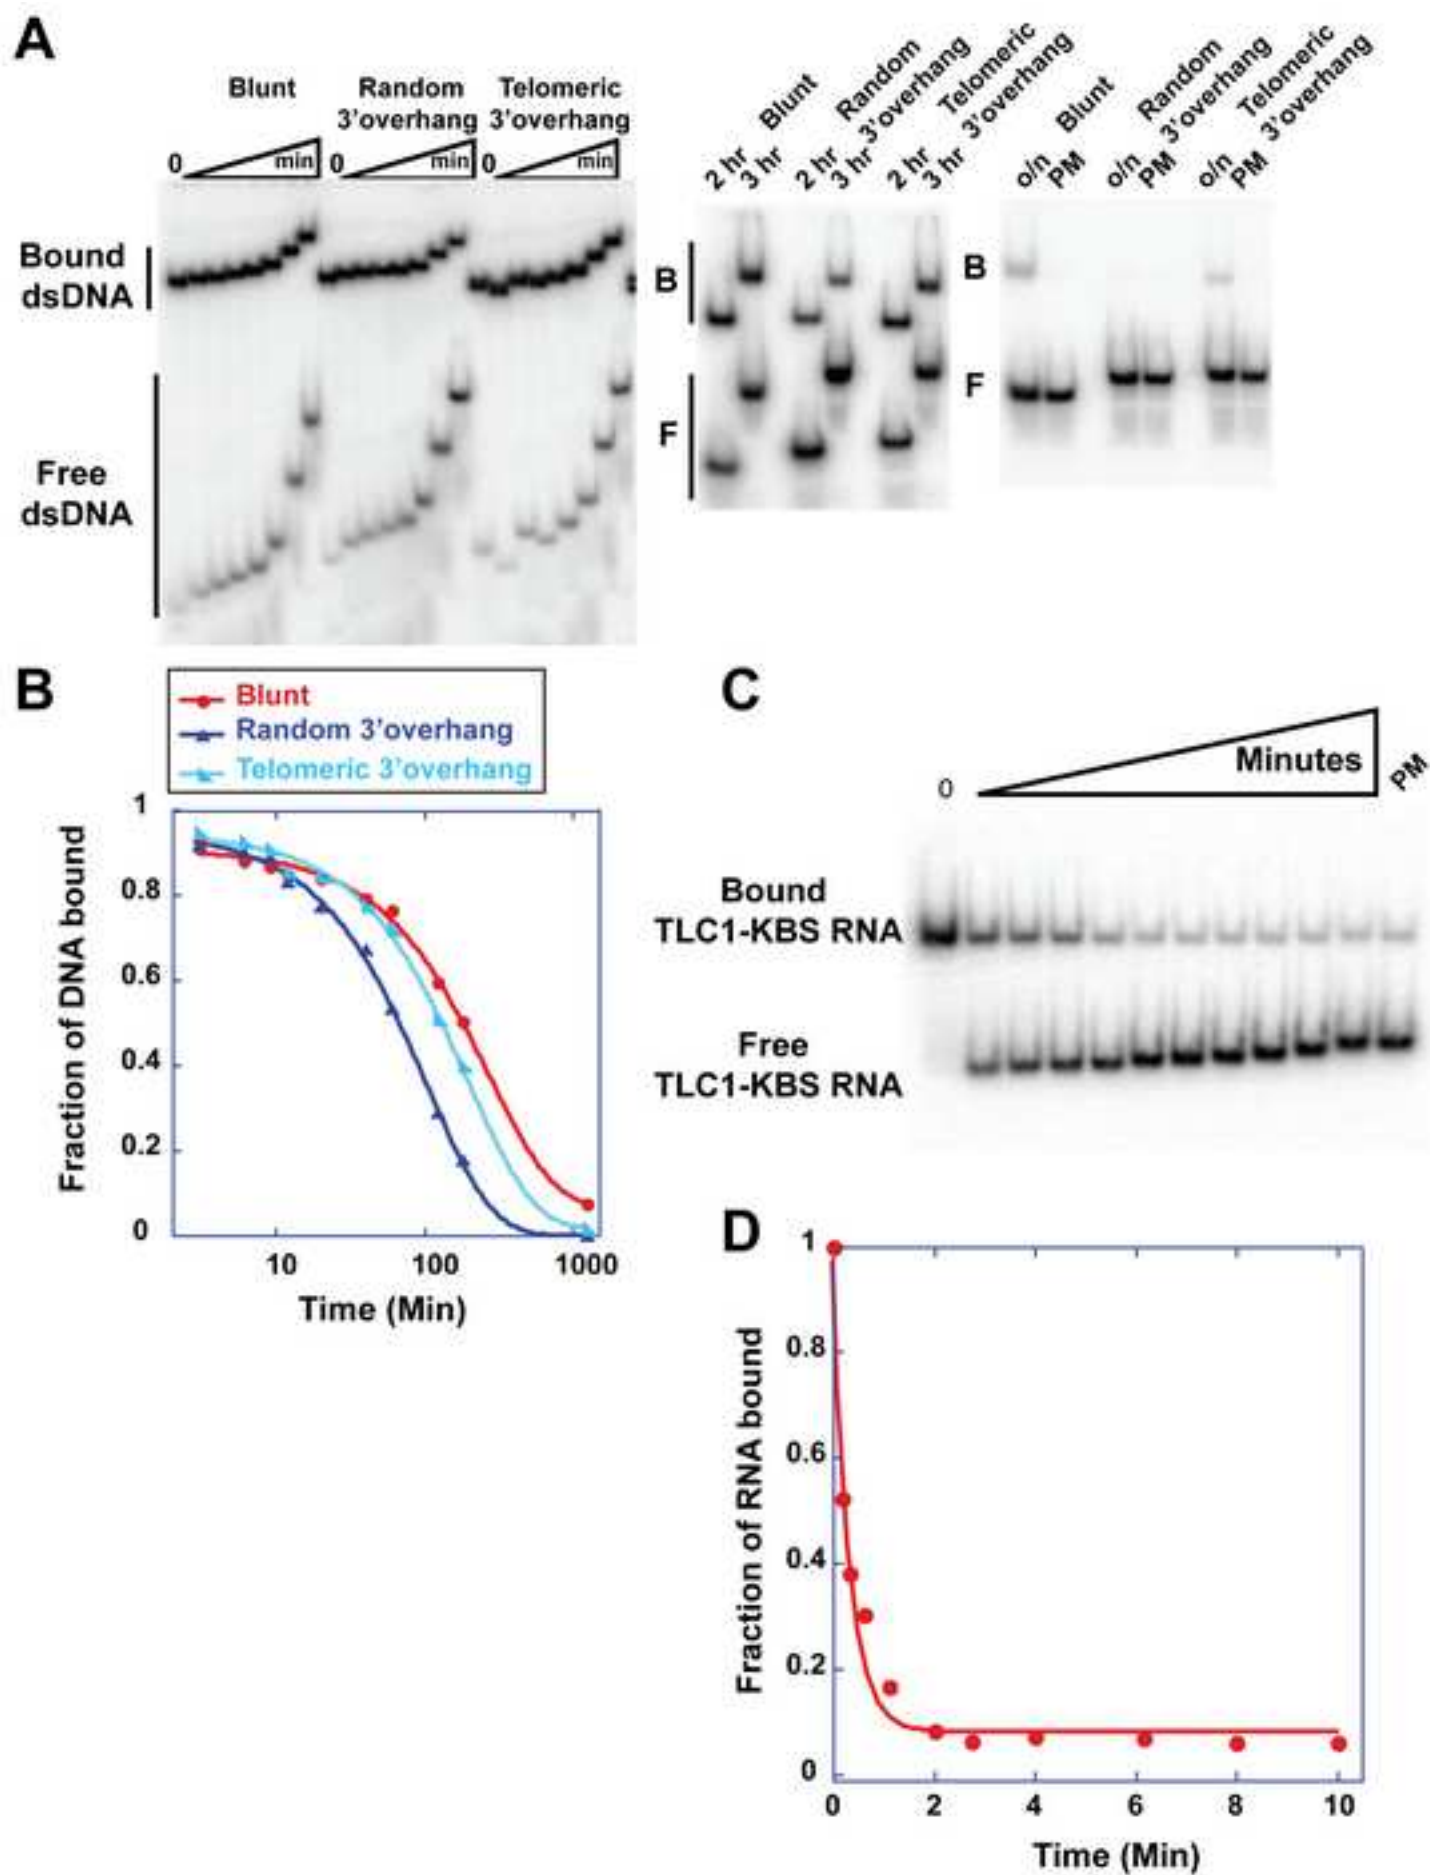 A
Blunt
Random
3'overhang
Telomeric
3'overhang
0
min
0
min
0
min
Bound
dsDNA
Free
dsDNA
2 hr
3 hr
Blunt
2 hr
3 hr
Random
3'overhang
2 hr
3 hr
Telomeric
3'overhang
B
F
o/n
PM
Blunt
o/n
PM
Random
3'overhang
o/n
PM
Telomeric
3'overhang
B
F
B
Blunt
Random 3'overhang
Telomeric 3'overhang
Fraction of DNA bound
1
0.8
0.6
0.4
0.2
0
10
100
1000
Time (Min)
C
0
Minutes
PM
Bound
TLC1-KBS RNA
Free
TLC1-KBS RNA
D
Fraction of RNA bound
1
0.8
0.6
0.4
0.2
0
0
2
4
6
8
10
Time (Min)